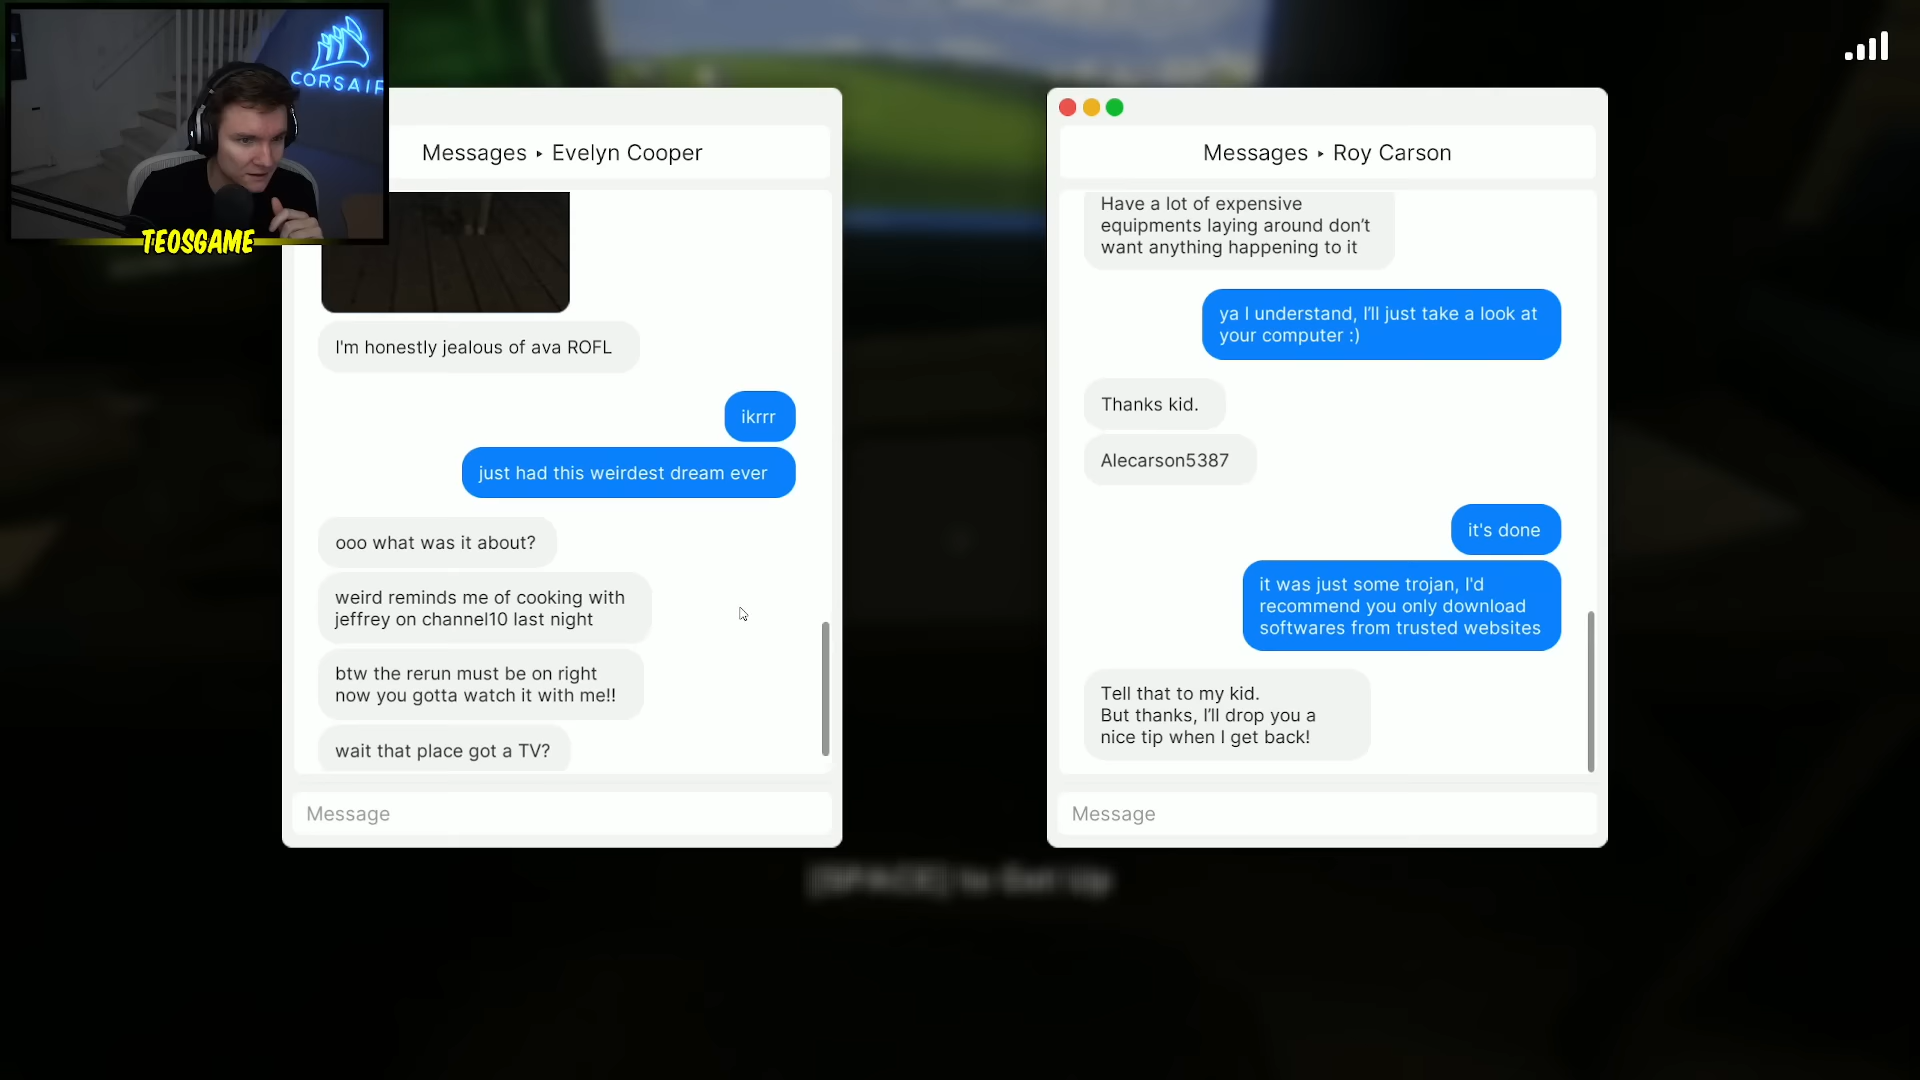 CORSAIR
TEOSGAME
Messages ▸ Evelyn Cooper
I'm honestly jealous of ava ROFL
ikrrr
just had this weirdest dream ever
ooo what was it about?
weird reminds me of cooking with
jeffrey on channel10 last night
btw the rerun must be on right
now you gotta watch it with me!!
wait that place got a TV?
Message
Messages ▸ Roy Carson
Have a lot of expensive
equipments laying around don't
want anything happening to it
ya I understand, I'll just take a look at
your computer :)
Thanks kid.
Alecarson5387
it's done
it was just some trojan, I'd
recommend you only download
softwares from trusted websites
Tell that to my kid.
But thanks, I'll drop you a
nice tip when I get back!
Message
[SPACE] to Get Up